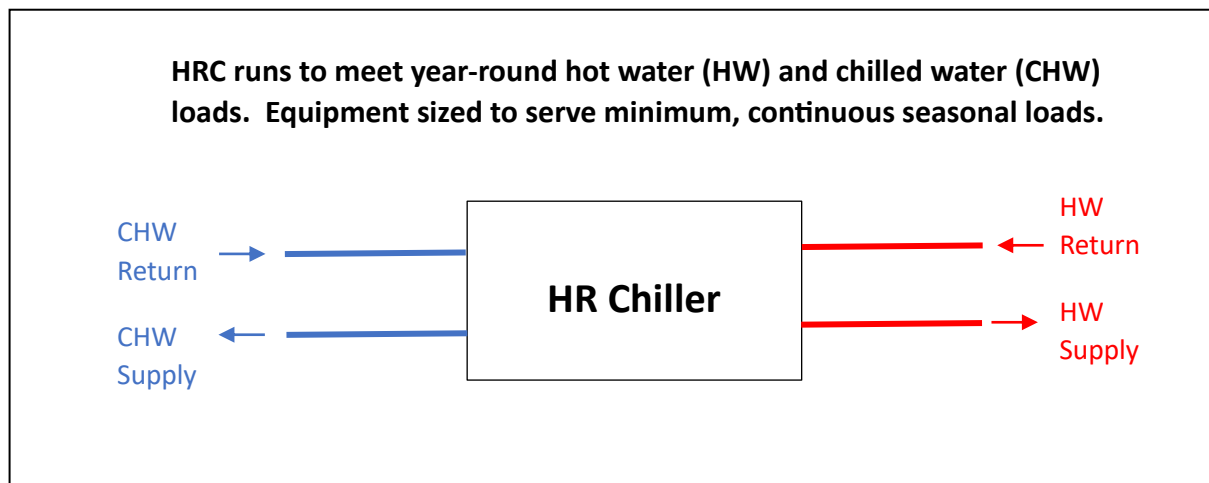 HRC runs to meet year-round hot water (HW) and chilled water (CHW)
loads.  Equipment sized to serve minimum, continuous seasonal loads.
CHW
Return
CHW
Supply
HR Chiller
HW
Return
HW
Supply